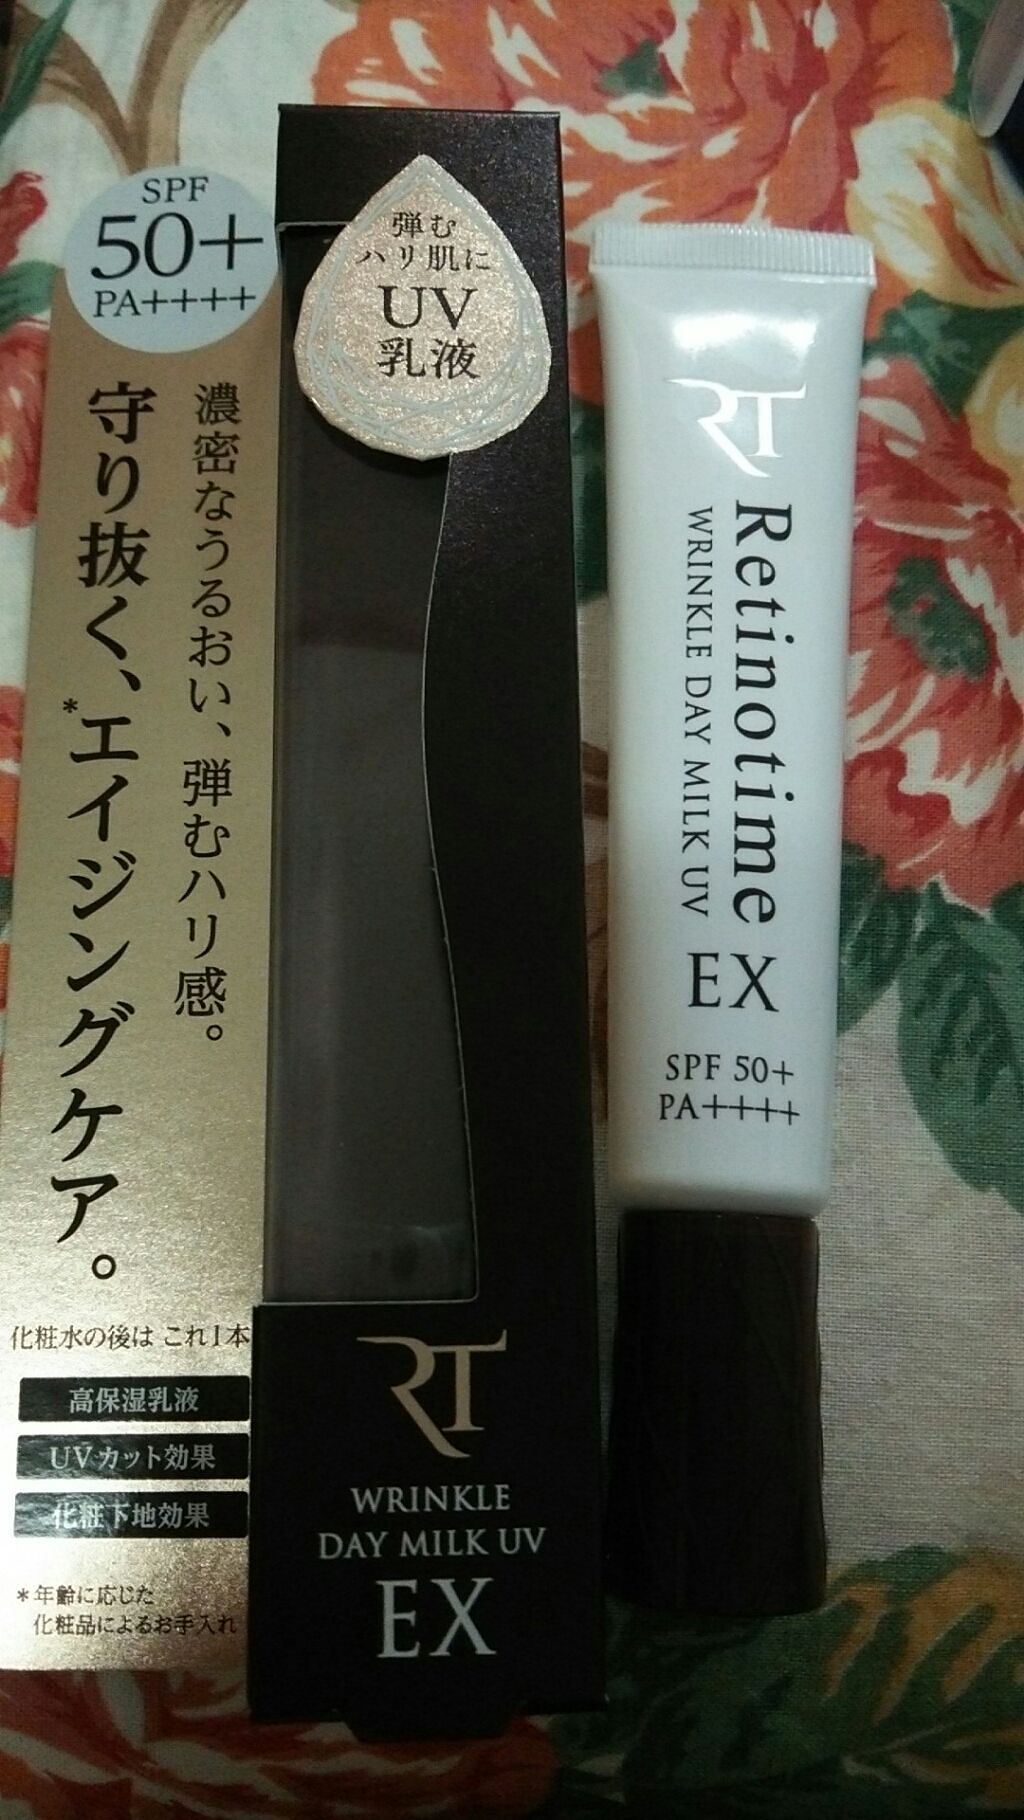 SPF
50+
PA++++
濃密なうるおい、弾むハリ感。
守り抜く、*エイジングケア。
化粧水の後は これ1本
高保湿乳液
UVカット効果
化粧下地効果
*年齢に応じた
化粧品によるお手入れ
弾む
ハリ肌に
UV
乳液
RT
WRINKLE
DAY MILK UV
EX
RT
Retinotime
WRINKLE DAY MILK UV
EX
SPF 50+
PA++++